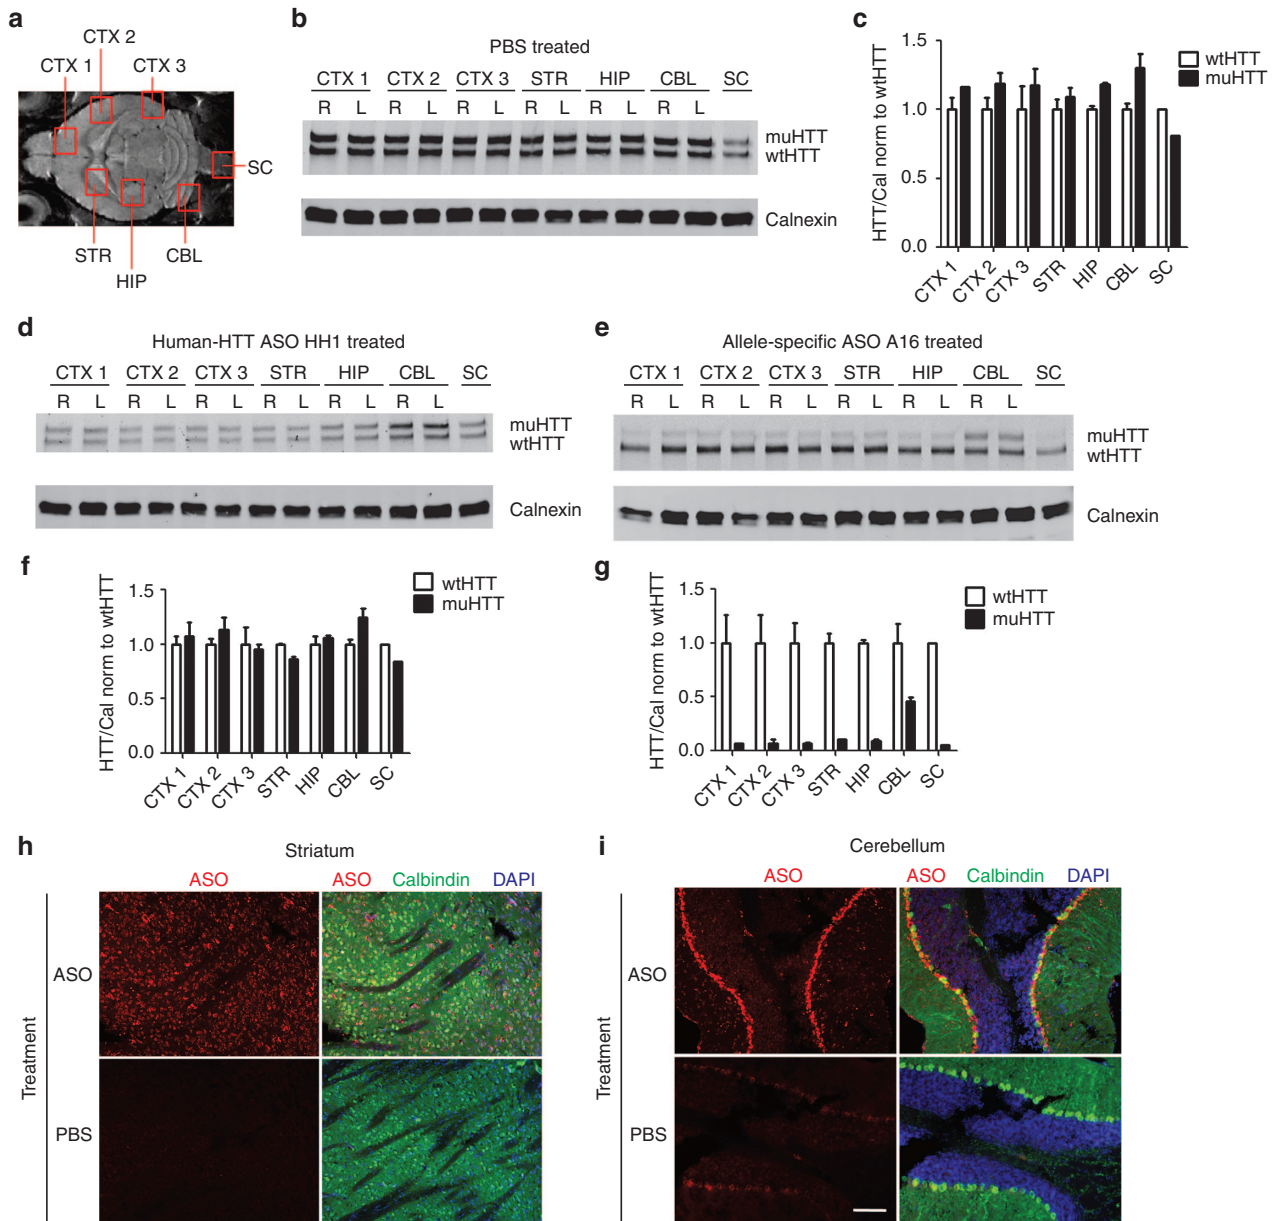 a
CTX 2
CTX 1
CTX 3
SC
STR
CBL
HIP
b
PBS treated
CTX 1 CTX 2 CTX 3 STR HIP CBL SC
R L R L R L R L R L R L
muHTT
wtHTT
Calnexin
c
HTT/Cal norm to wtHTT
1.5
1.0
0.5
0.0
wtHTT
muHTT
CTX 1 CTX 2 CTX 3 STR HIP CBL SC
d
Human-HTT ASO HH1 treated
CTX 1 CTX 2 CTX 3 STR HIP CBL SC
R L R L R L R L R L R L
muHTT
wtHTT
Calnexin
e
Allele-specific ASO A16 treated
CTX 1 CTX 2 CTX 3 STR HIP CBL SC
R L R L R L R L R L R L
muHTT
wtHTT
Calnexin
f
HTT/Cal norm to wtHTT
1.5
1.0
0.5
0.0
wtHTT
muHTT
CTX 1 CTX 2 CTX 3 STR HIP CBL SC
g
HTT/Cal norm to wtHTT
1.5
1.0
0.5
0.0
wtHTT
muHTT
CTX 1 CTX 2 CTX 3 STR HIP CBL SC
h
Striatum
ASO ASO Calbindin DAPI
Treatment
ASO
PBS
i
Cerebellum
ASO ASO Calbindin DAPI
Treatment
ASO
PBS